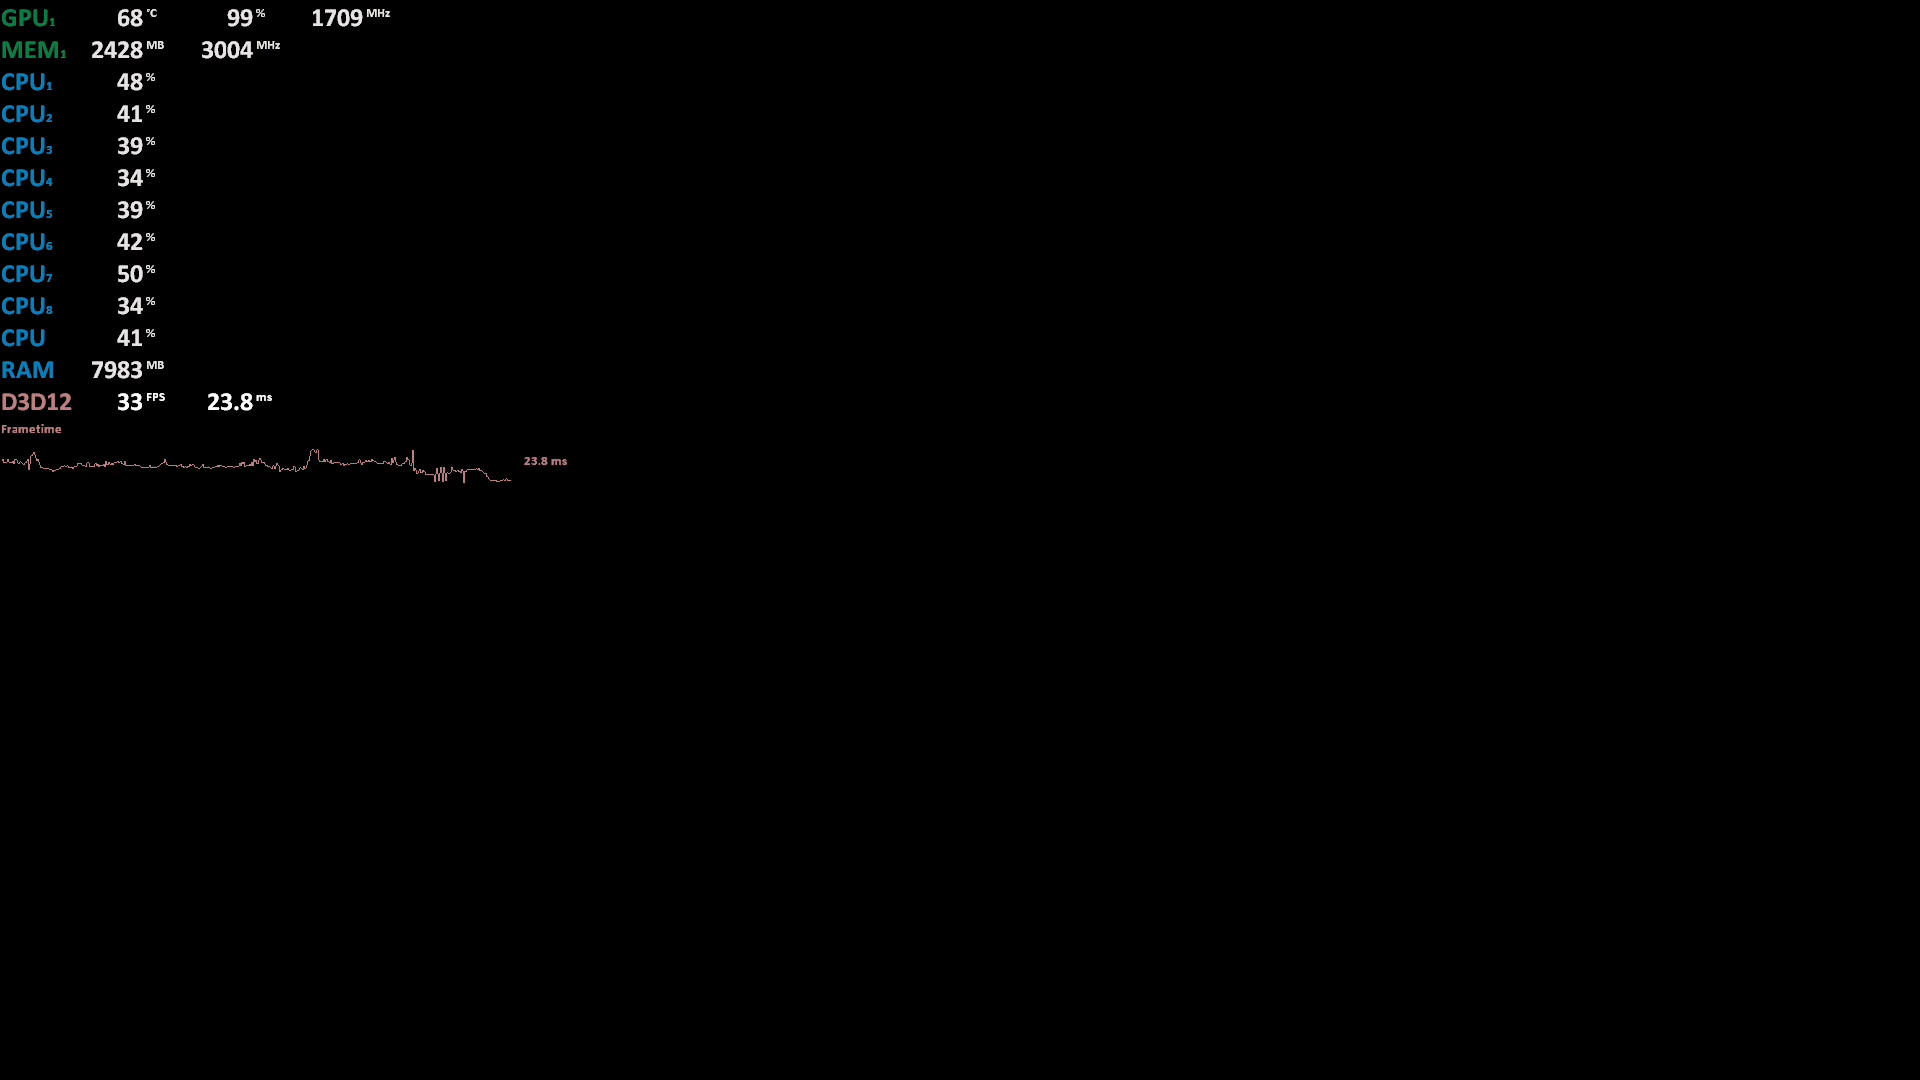 GPU1 68 °C 99 % 1709 MHz
MEM1 2428 MB 3004 MHz
CPU1 48 %
CPU2 41 %
CPU3 39 %
CPU4 34 %
CPU5 39 %
CPU6 42 %
CPU7 50 %
CPU8 34 %
CPU 41 %
RAM 7983 MB
D3D12 33 FPS 23.8 ms
Frametime
23.8 ms